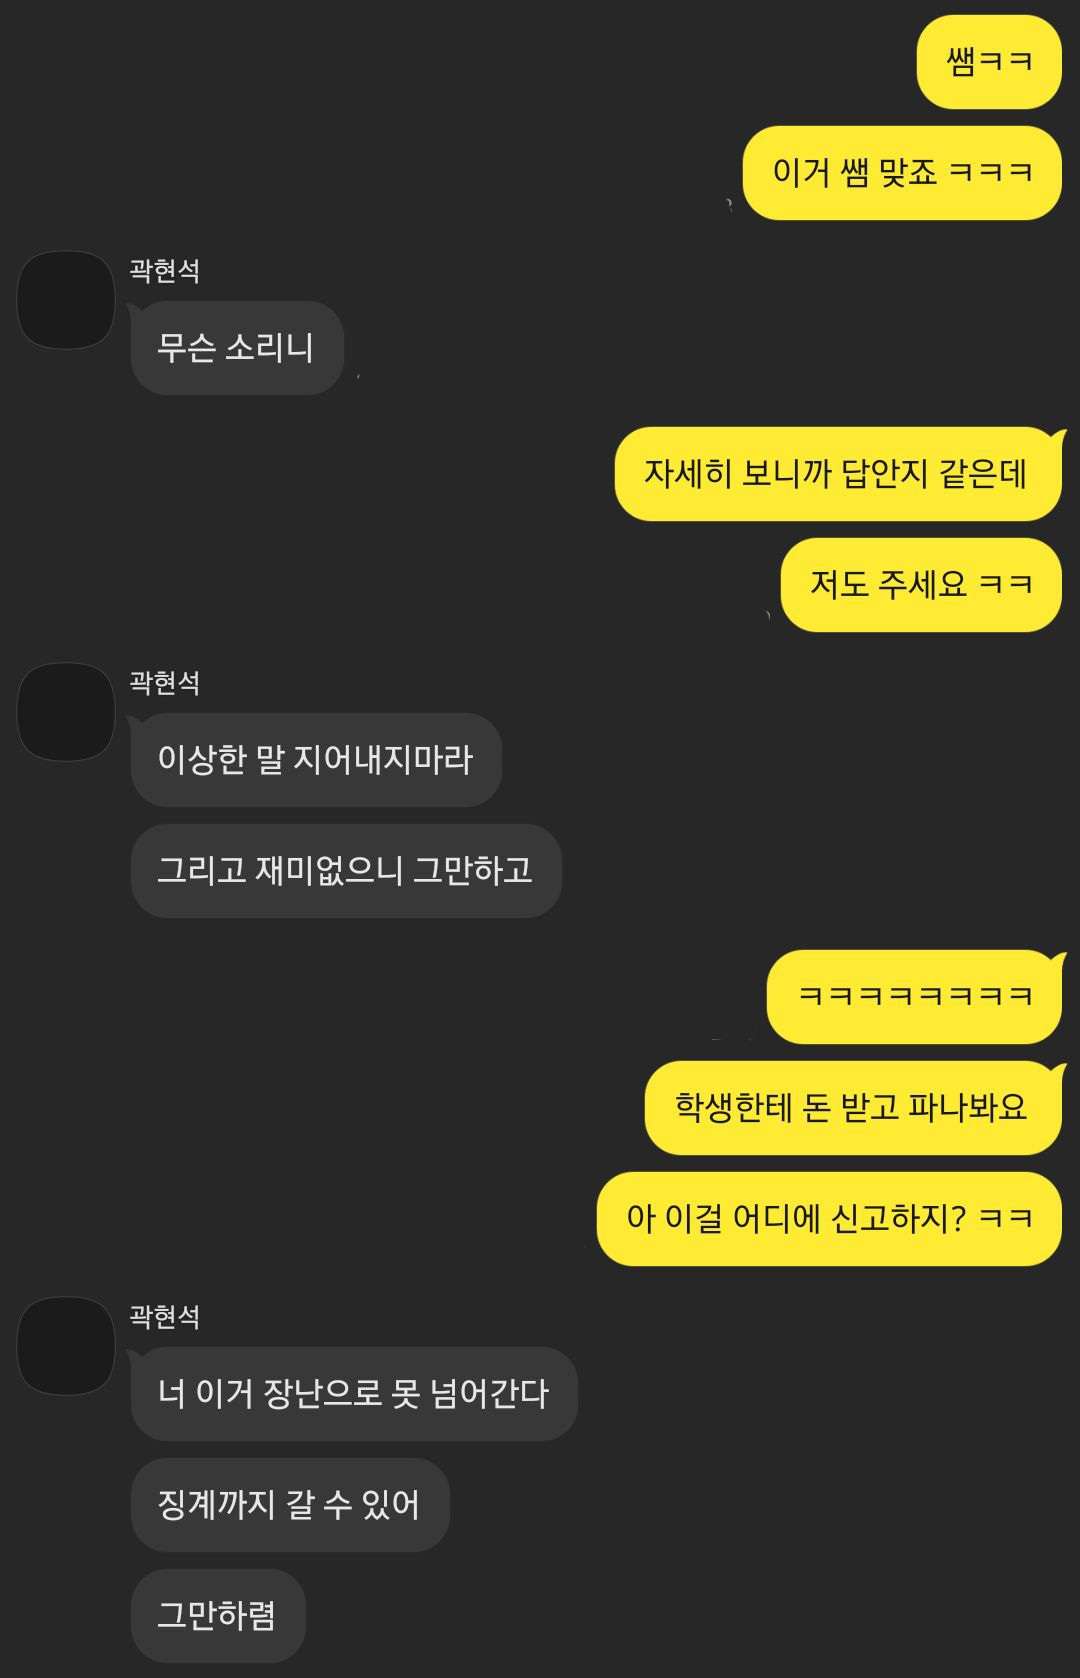 쌤ㅋㅋ
이거 쌤 맞죠 ㅋㅋㅋ
곽현석
무슨 소리니
자세히 보니까 답안지 같은데
저도 주세요 ㅋㅋ
곽현석
이상한 말 지어내지마라
그리고 재미없으니 그만하고
ㅋㅋㅋㅋㅋㅋㅋㅋ
학생한테 돈 받고 파나봐요
아 이걸 어디에 신고하지? ㅋㅋ
곽현석
너 이거 장난으로 못 넘어간다
징계까지 갈 수 있어
그만하렴